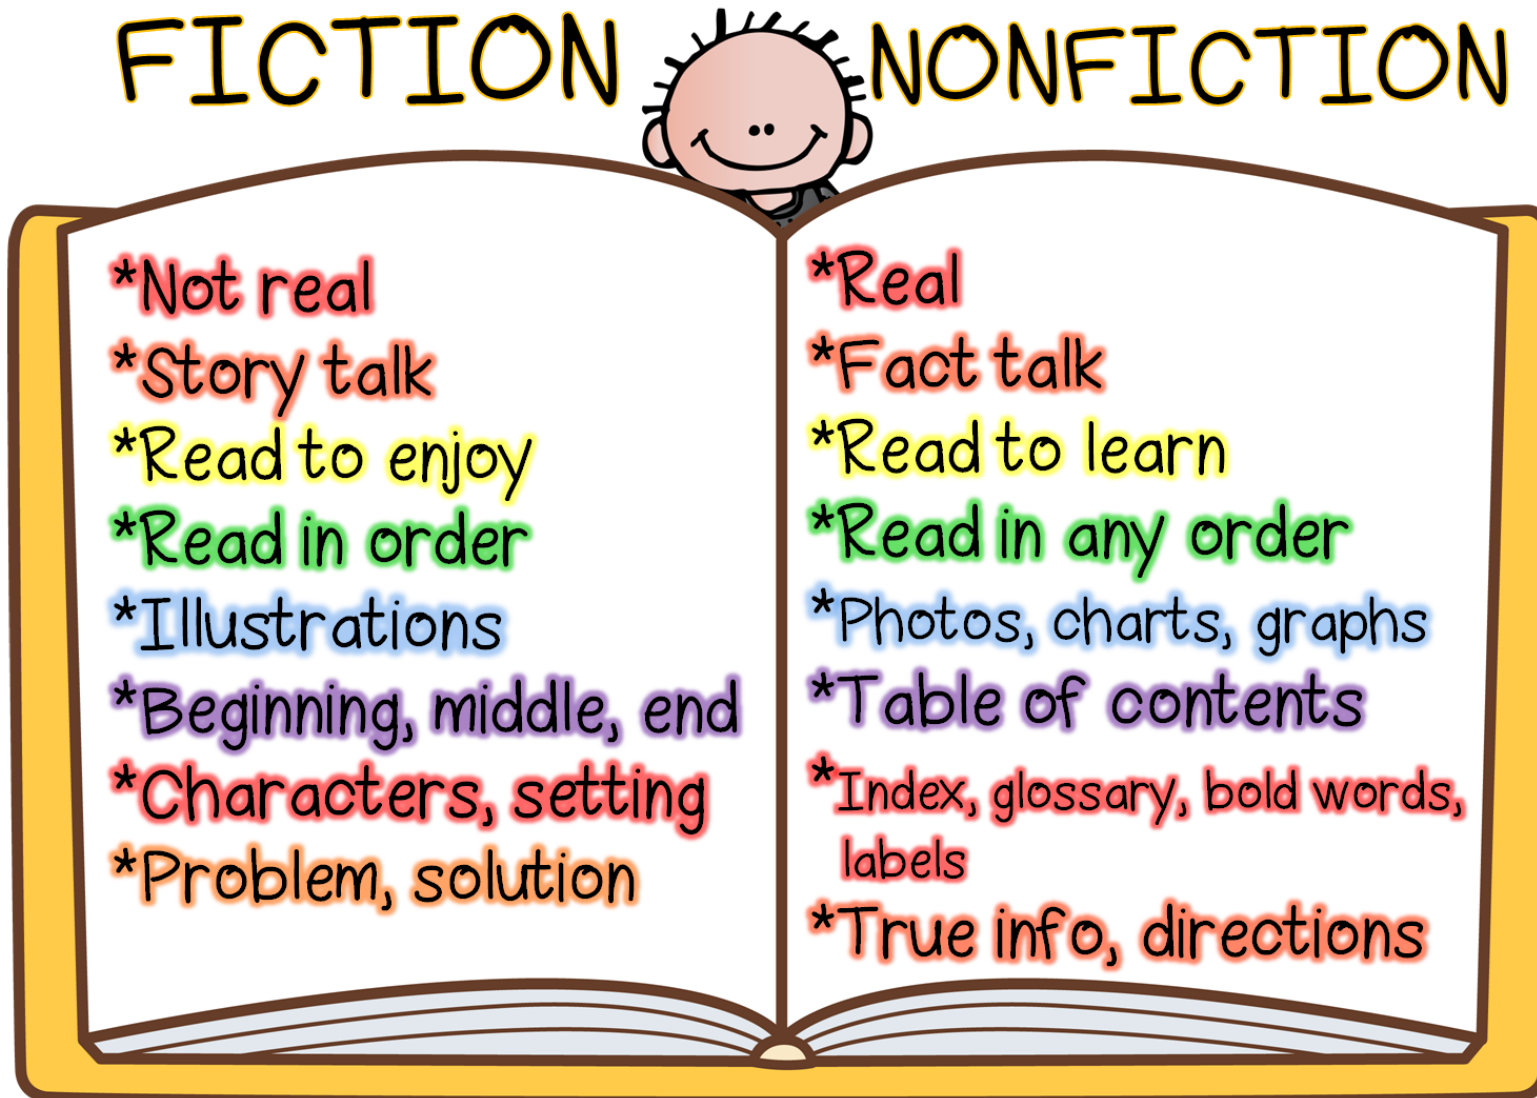 FICTION
*Not real
*Story talk
*Read to enjoy
*Read in order
*Illustrations
*Beginning, middle, end
*Characters, setting
*Problem, solution
NONFICTION
*Real
*Fact talk
*Read to learn
*Read in any order
*Photos, charts, graphs
*Table of contents
*Index, glossary, bold words,
labels
*True info, directions